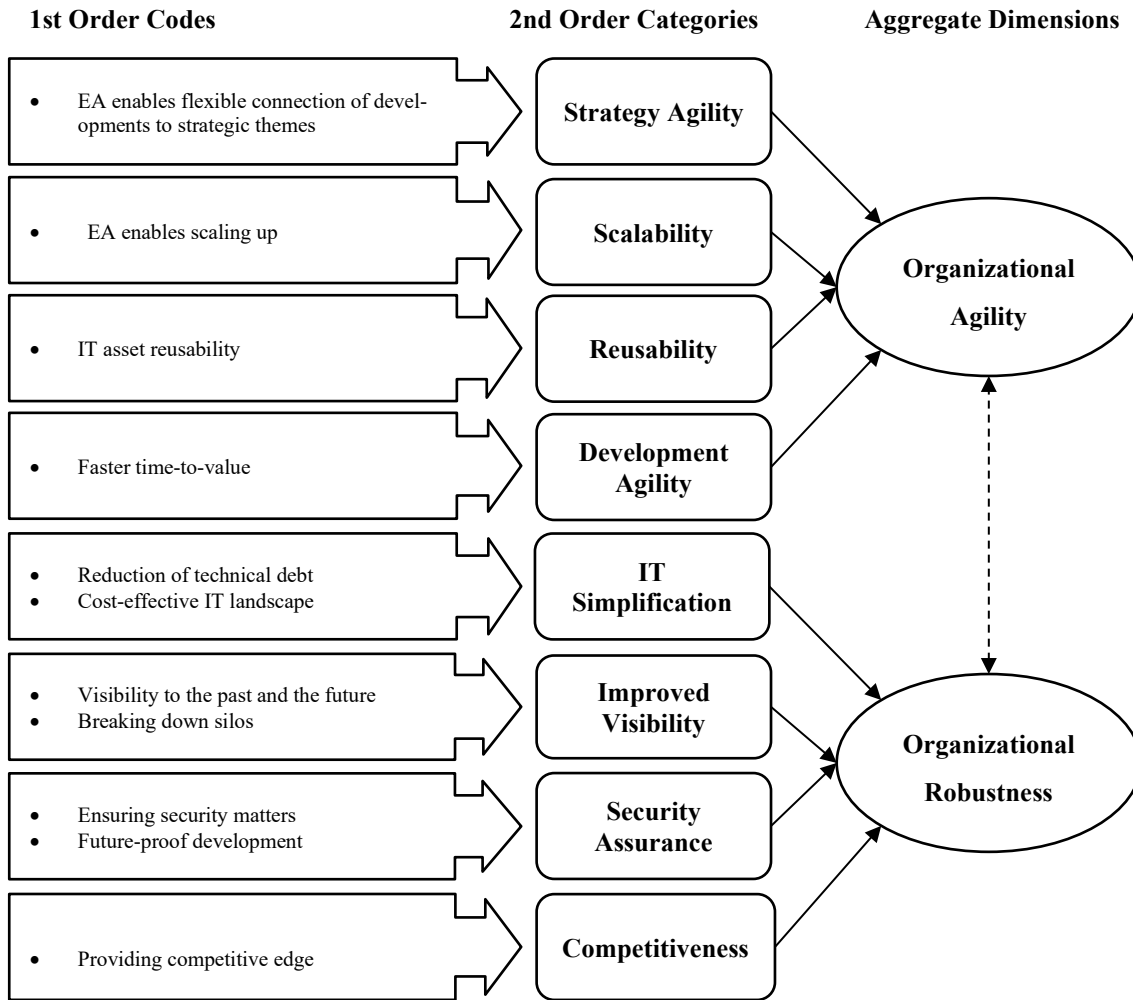 1st Order Codes
2nd Order Categories
Aggregate Dimensions
• EA enables flexible connection of devel-
opments to strategic themes
Strategy Agility
• EA enables scaling up
Scalability
• IT asset reusability
Reusability
• Faster time-to-value
Development
Agility
Organizational
Agility
• Reduction of technical debt
• Cost-effective IT landscape
IT
Simplification
• Visibility to the past and the future
• Breaking down silos
Improved
Visibility
• Ensuring security matters
• Future-proof development
Security
Assurance
• Providing competitive edge
Competitiveness
Organizational
Robustness